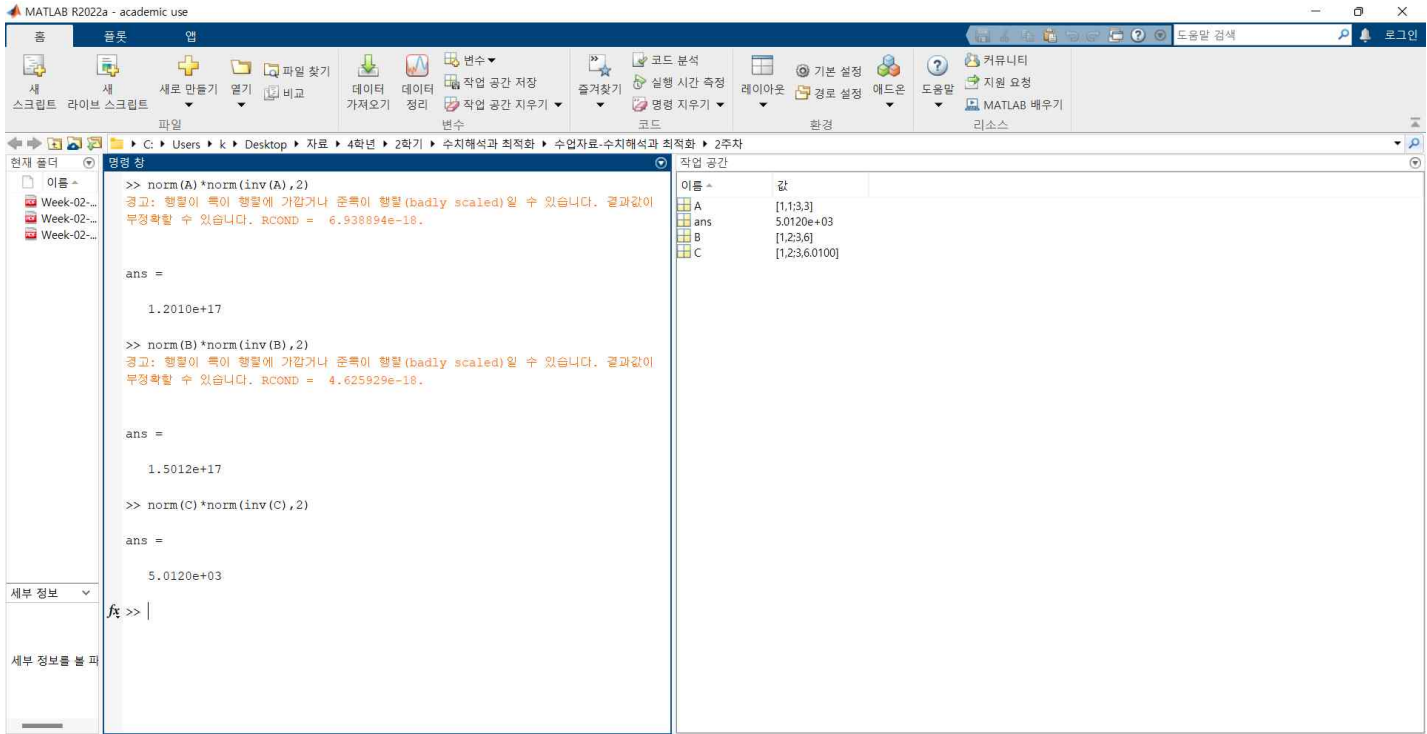 MATLAB R2022a - academic use
홈 플롯 앱
도움말 검색
로그인
새 스크립트
새 라이브 스크립트
새로 만들기
열기
파일 찾기
비교
파일
데이터 가져오기
데이터 정리
변수
작업 공간 저장
작업 공간 지우기
변수
즐겨찾기
코드 분석
실행 시간 측정
명령 지우기
코드
레이아웃
기본 설정
경로 설정
환경
애드온
도움말
커뮤니티
지원 요청
MATLAB 배우기
리소스
C: Users k Desktop 자료 4학년 2학기 수치해석과 최적화 수업자료-수치해석과 최적화 2주차
현재 폴더
이름
Week-02-...
Week-02-...
Week-02-...
세부 정보
세부 정보를 볼 파
명령 창
>> norm(A)*norm(inv(A),2)
경고: 행렬이 특이 행렬에 가깝거나 준특이 행렬(badly scaled)일 수 있습니다. 결과값이
부정확할 수 있습니다. RCOND = 6.938894e-18.
ans =
1.2010e+17
>> norm(B)*norm(inv(B),2)
경고: 행렬이 특이 행렬에 가깝거나 준특이 행렬(badly scaled)일 수 있습니다. 결과값이
부정확할 수 있습니다. RCOND = 4.625929e-18.
ans =
1.5012e+17
>> norm(C)*norm(inv(C),2)
ans =
5.0120e+03
fx >>
작업 공간
이름 값
A [1,1;3,3]
ans 5.0120e+03
B [1,2;3,6]
C [1,2;3,6.0100]